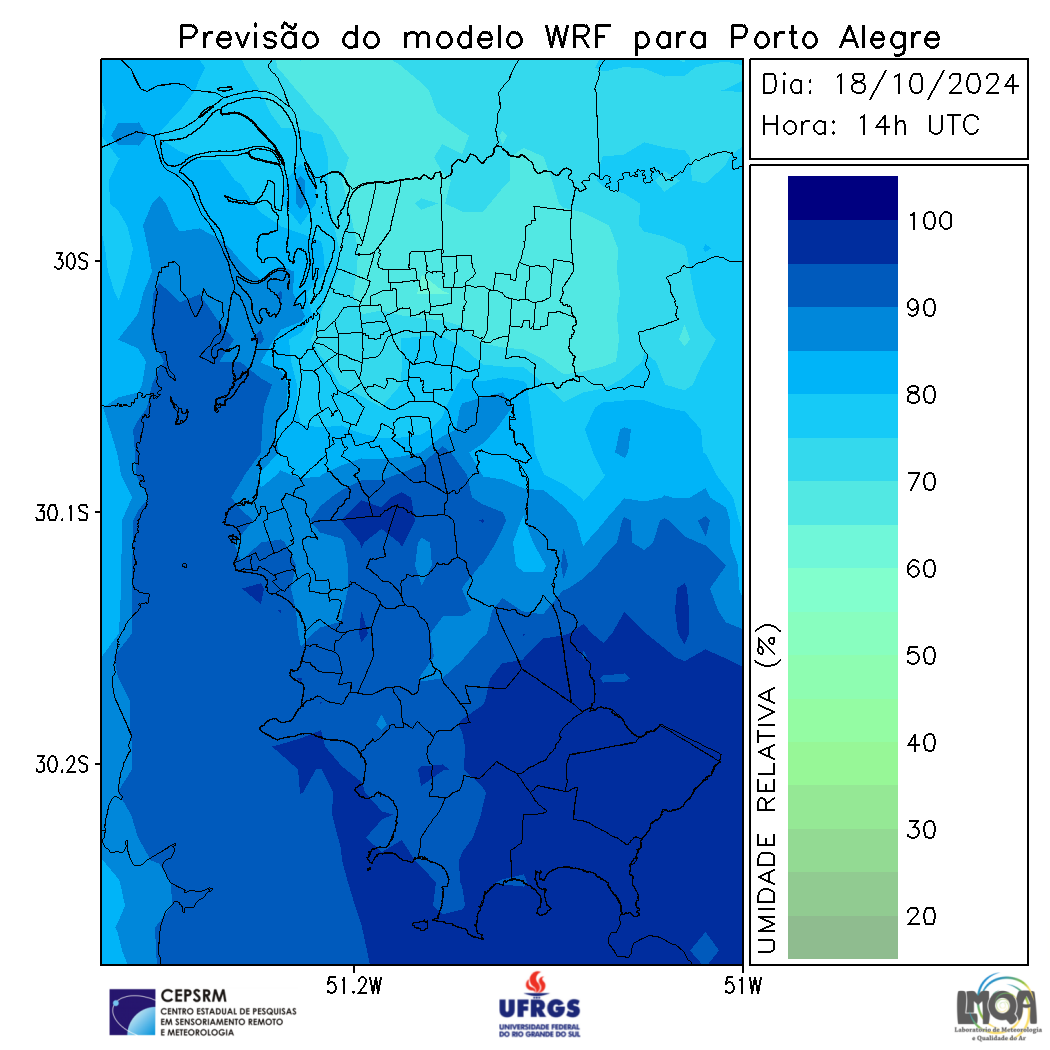 Previsão do modelo WRF para Porto Alegre
Dia: 18/10/2024
Hora: 14h UTC
30S
30.1S
30.2S
51.2W
51W
UMIDADE RELATIVA (%)
100
90
80
70
60
50
40
30
20
CEPSRM
CENTRO ESTADUAL DE PESQUISAS
EM SENSORIAMENTO REMOTO
E METEOROLOGIA
UFRGS
UNIVERSIDADE FEDERAL
DO RIO GRANDE DO SUL
LMQA
Laboratório de Meteorologia
e Qualidade do Ar